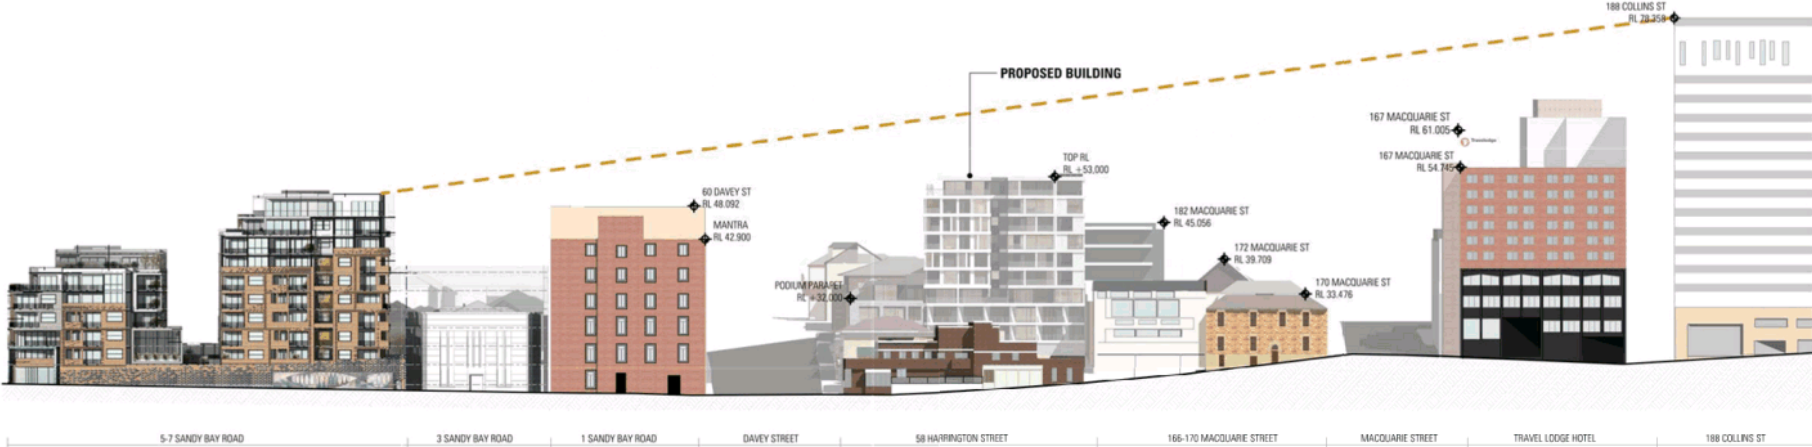 188 COLLINS ST
RL 78.358
PROPOSED BUILDING
167 MACQUARIE ST
RL 61.005
Travelodge
167 MACQUARIE ST
RL 54.745
TOP RL
RL +53,000
60 DAVEY ST
RL 48.092
MANTRA
RL 42.900
182 MACQUARIE ST
RL 45.056
172 MACQUARIE ST
RL 39.709
PODIUM PARAPET
RL +32,000
170 MACQUARIE ST
RL 33.476
5-7 SANDY BAY ROAD
3 SANDY BAY ROAD
1 SANDY BAY ROAD
DAVEY STREET
58 HARRINGTON STREET
166-170 MACQUARIE STREET
MACQUARIE STREET
TRAVEL LODGE HOTEL
188 COLLINS ST